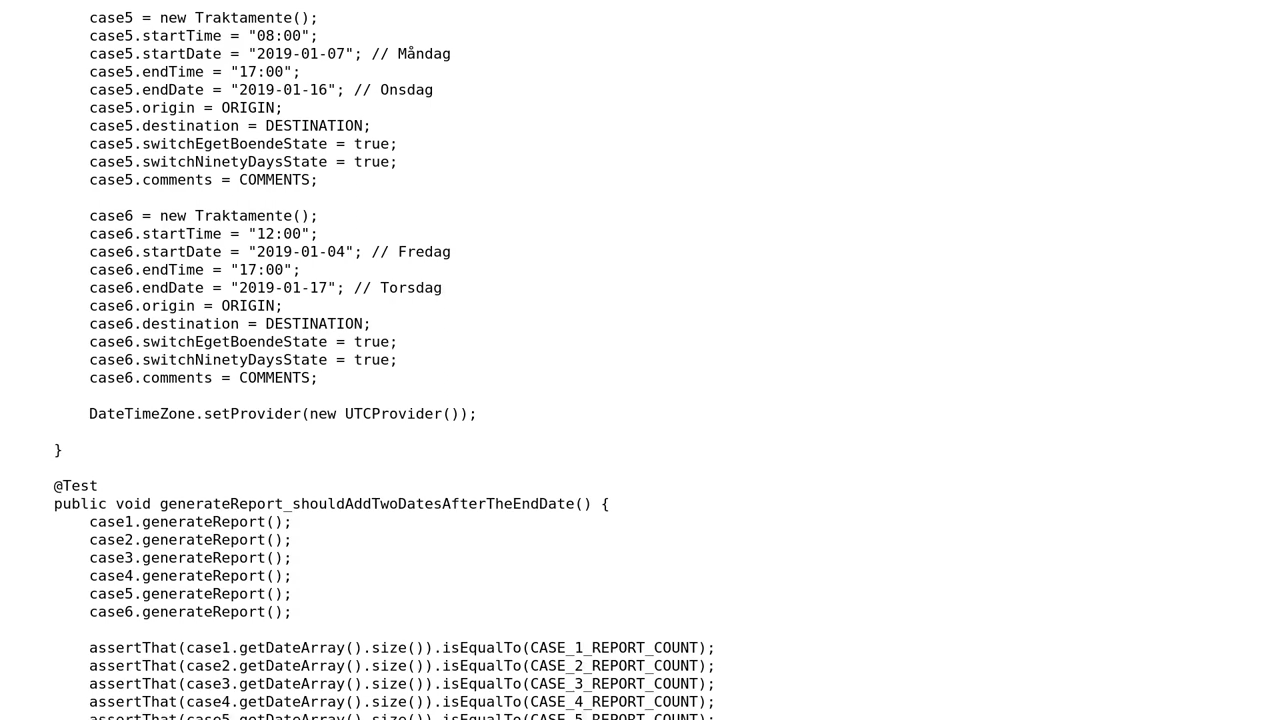 case5 = new Traktamente();
case5.startTime = "08:00";
case5.startDate = "2019-01-07"; // Måndag
case5.endTime = "17:00";
case5.endDate = "2019-01-16"; // Onsdag
case5.origin = ORIGIN;
case5.destination = DESTINATION;
case5.switchEgetBoendeState = true;
case5.switchNinetyDaysState = true;
case5.comments = COMMENTS;
case6 = new Traktamente();
case6.startTime = "12:00";
case6.startDate = "2019-01-04"; // Fredag
case6.endTime = "17:00";
case6.endDate = "2019-01-17"; // Torsdag
case6.origin = ORIGIN;
case6.destination = DESTINATION;
case6.switchEgetBoendeState = true;
case6.switchNinetyDaysState = true;
case6.comments = COMMENTS;
DateTimeZone.setProvider(new UTCProvider());
}
@Test
public void generateReport_shouldAddTwoDatesAfterTheEndDate() {
case1.generateReport();
case2.generateReport();
case3.generateReport();
case4.generateReport();
case5.generateReport();
case6.generateReport();
assertThat(case1.getDateArray().size()).isEqualTo(CASE_1_REPORT_COUNT);
assertThat(case2.getDateArray().size()).isEqualTo(CASE_2_REPORT_COUNT);
assertThat(case3.getDateArray().size()).isEqualTo(CASE_3_REPORT_COUNT);
assertThat(case4.getDateArray().size()).isEqualTo(CASE_4_REPORT_COUNT);
assertThat(case5.getDateArray().size()).isEqualTo(CASE_5_REPORT_COUNT);